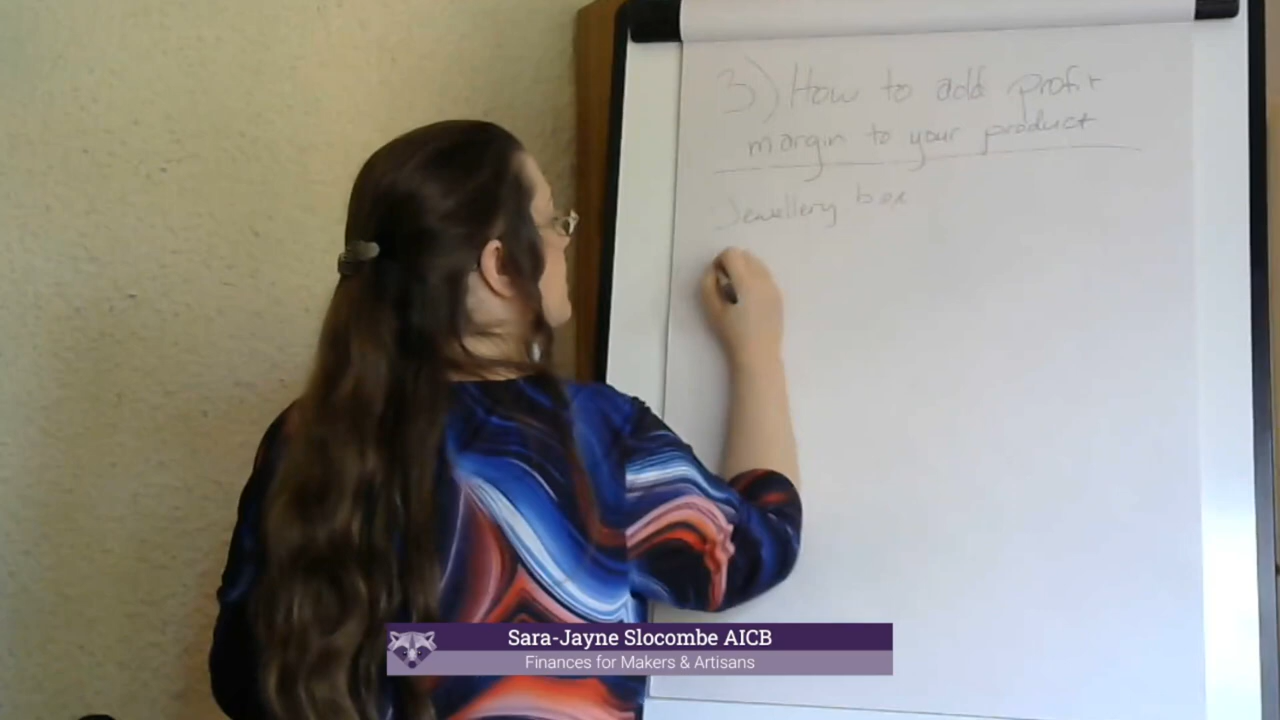 3) How to add profit
margin to your product
Jewellery box
Sara-Jayne Slocombe AICB
Finances for Makers & Artisans